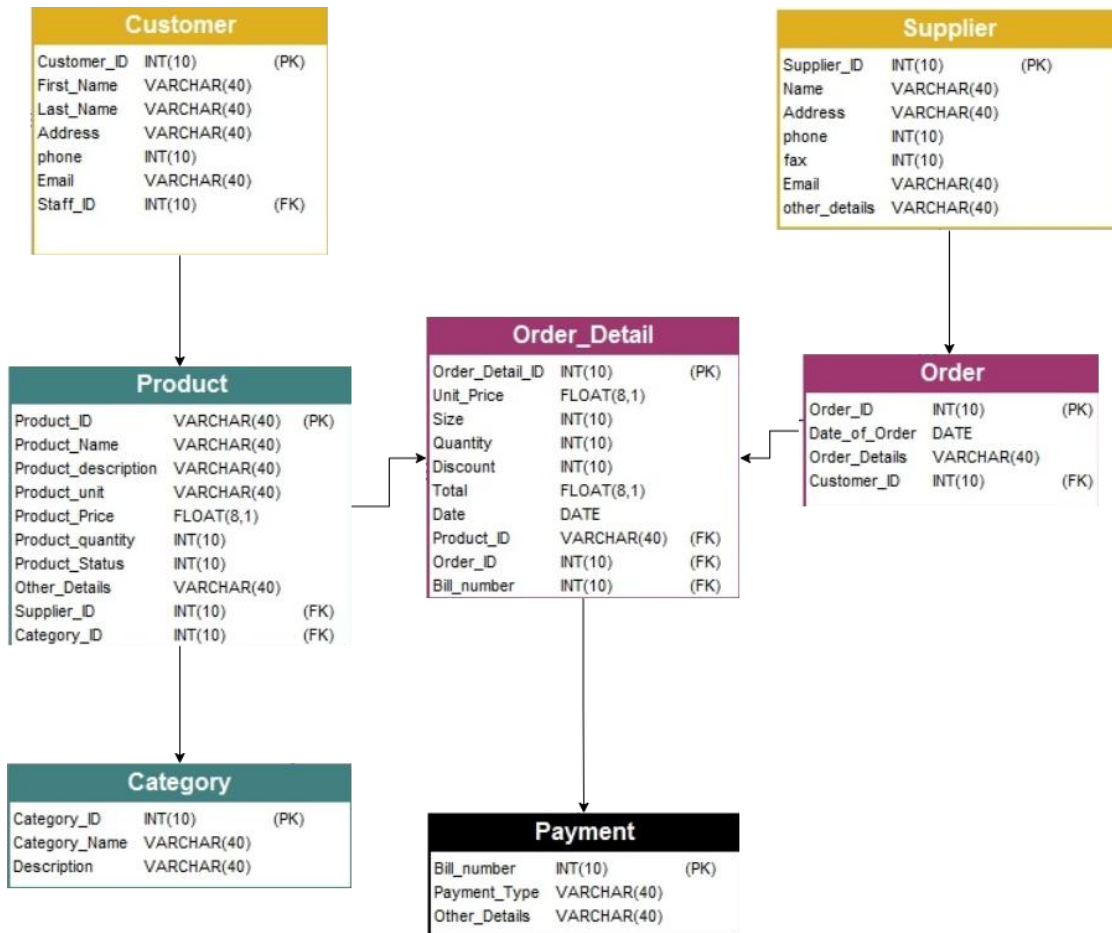 Customer
Customer_ID INT(10) (PK)
First_Name VARCHAR(40)
Last_Name VARCHAR(40)
Address VARCHAR(40)
phone INT(10)
Email VARCHAR(40)
Staff_ID INT(10) (FK)
Supplier
Supplier_ID INT(10) (PK)
Name VARCHAR(40)
Address VARCHAR(40)
phone INT(10)
fax INT(10)
Email VARCHAR(40)
other_details VARCHAR(40)
Product
Product_ID VARCHAR(40) (PK)
Product_Name VARCHAR(40)
Product_description VARCHAR(40)
Product_unit VARCHAR(40)
Product_Price FLOAT(8,1)
Product_quantity INT(10)
Product_Status INT(10)
Other_Details VARCHAR(40)
Supplier_ID INT(10) (FK)
Category_ID INT(10) (FK)
Order_Detail
Order_Detail_ID INT(10) (PK)
Unit_Price FLOAT(8,1)
Size INT(10)
Quantity INT(10)
Discount INT(10)
Total FLOAT(8,1)
Date DATE
Product_ID VARCHAR(40) (FK)
Order_ID INT(10) (FK)
Bill_number INT(10) (FK)
Order
Order_ID INT(10) (PK)
Date_of_Order DATE
Order_Details VARCHAR(40)
Customer_ID INT(10) (FK)
Category
Category_ID INT(10) (PK)
Category_Name VARCHAR(40)
Description VARCHAR(40)
Payment
Bill_number INT(10) (PK)
Payment_Type VARCHAR(40)
Other_Details VARCHAR(40)